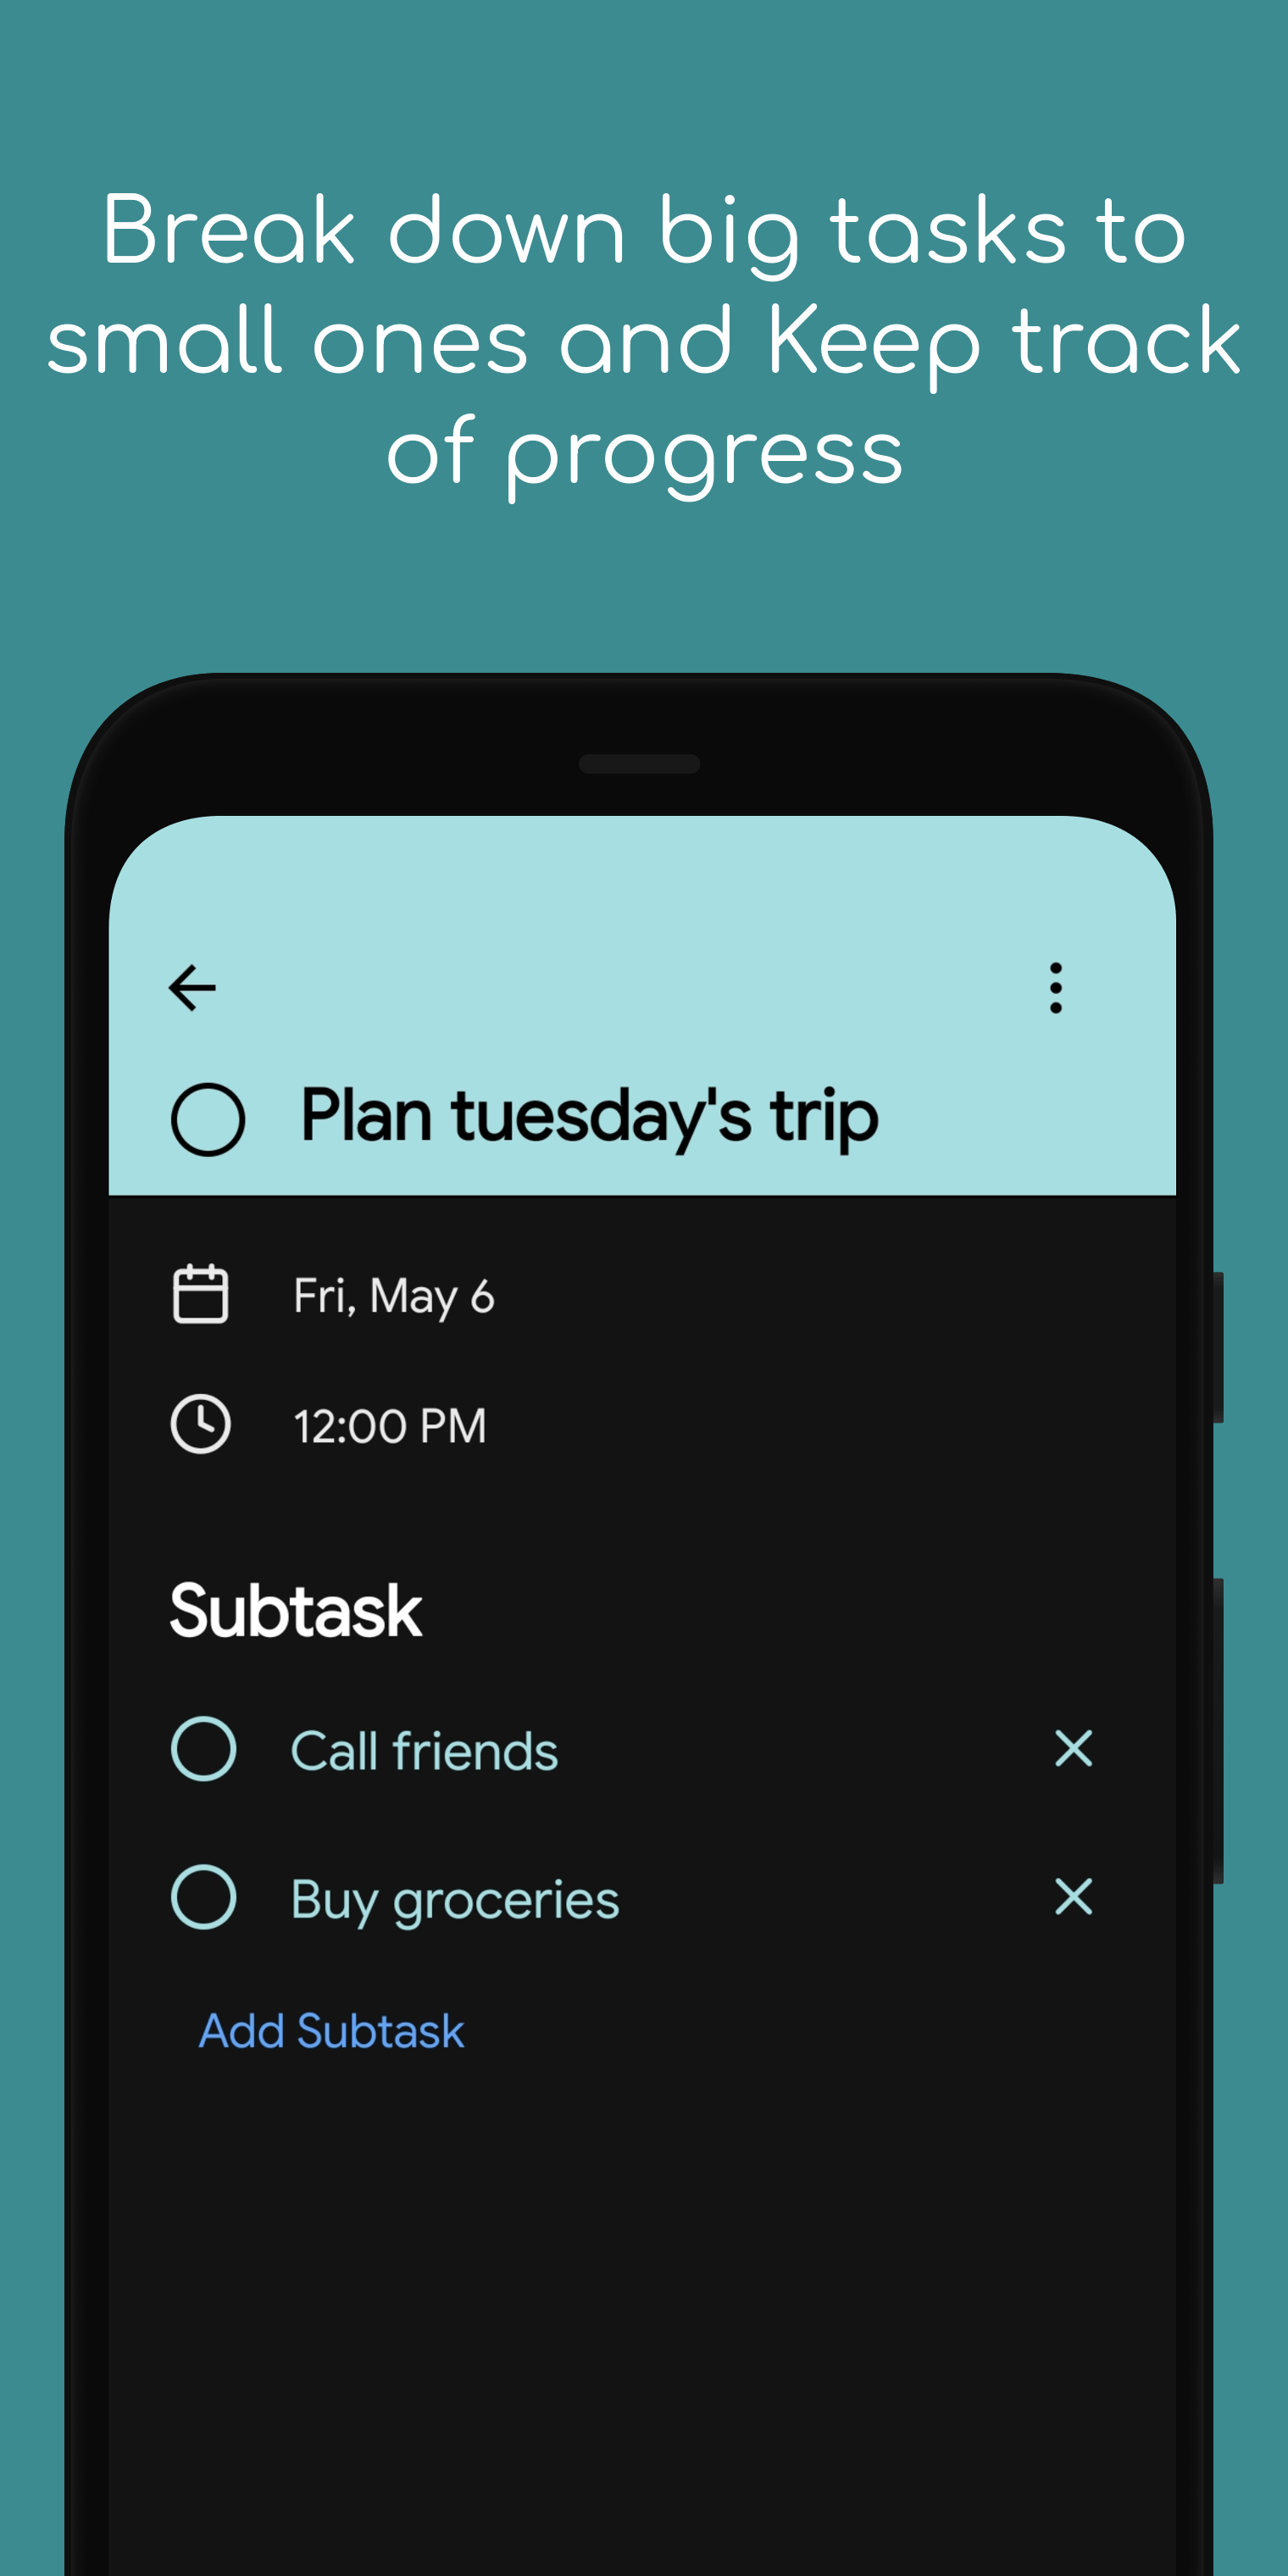 Break down big tasks to
small ones and Keep track
of progress
Plan tuesday's trip
Fri, May 6
12:00 PM
Subtask
Call friends
Buy groceries
Add Subtask